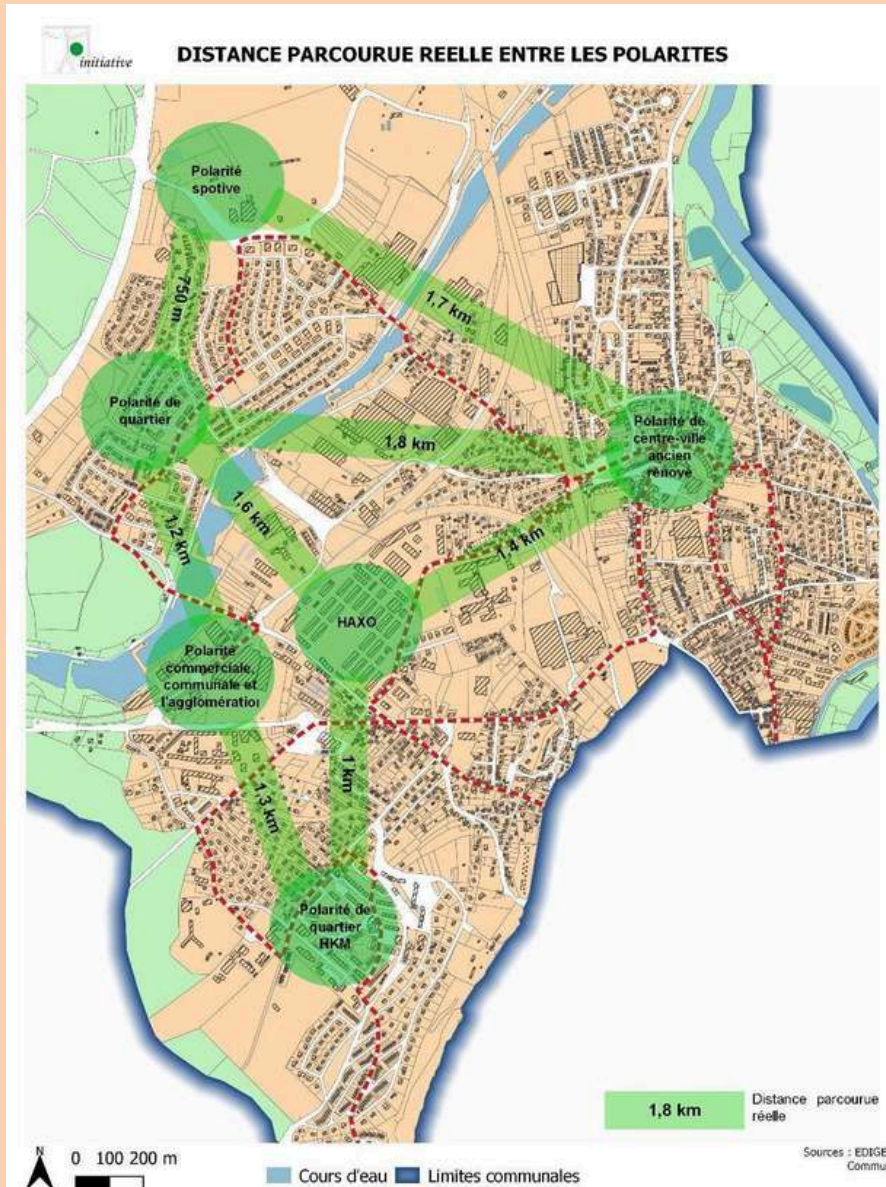 initiative
DISTANCE PARCOURUE REELLE ENTRE LES POLARITES
Polarité
spotive
750 m
1,7 km
Polarité de
quartier
1,8 km
Polarité de
centre-ville
ancien
rénové
1,6 km
1,2 km
1,4 km
HAXO
Polarité
commerciale,
communale et
l'agglomération
1 km
1,3 km
Polarité de
quartier
HKM
1,8 km
Distance parcourue
réelle
N
0 100 200 m
Cours d'eau
Limites communales
Sources : EDIGE
Commu